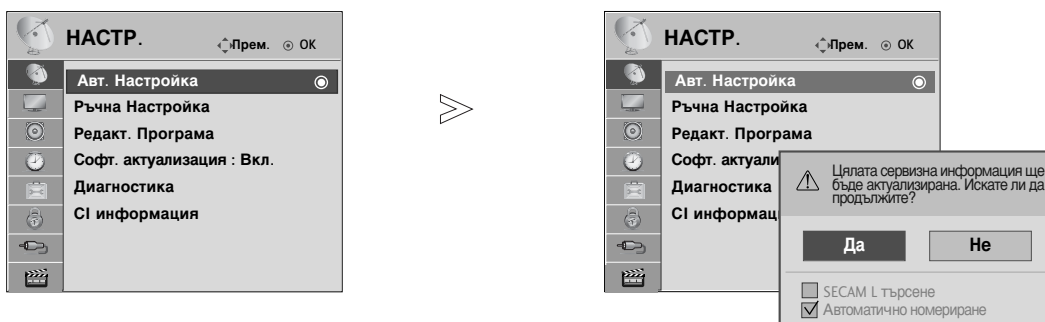 НАСТР.
Прем. OK
Авт. Настройка
Ръчна Настройка
Редакт. Програма
Софт. актуализация : Вкл.
Диагностика
CI информация
НАСТР.
Прем. OK
Авт. Настройка
Ръчна Настройка
Редакт. Програма
Софт. актуали
Диагностика
CI информац
Цялата сервизна информация ще
бъде актуализирана. Искате ли да
продължите?
Да Не
SECAM L търсене
Автоматично номериране